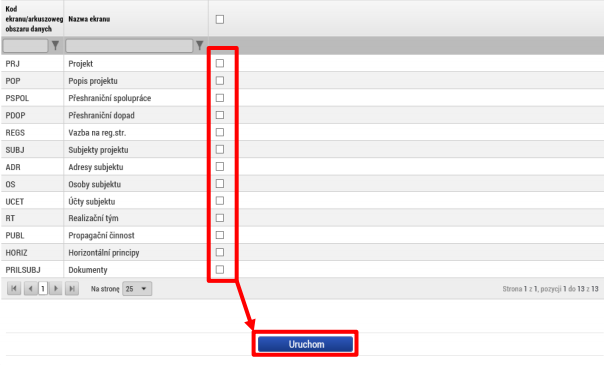 Kod
ekranu/arkuszoweg
obszaru danych
Nazwa ekranu
PRJ Projekt
POP Popis projektu
PSPOL Přeshraniční spolupráce
PDOP Přeshraniční dopad
REGS Vazba na reg.str.
SUBJ Subjekty projektu
ADR Adresy subjektu
OS Osoby subjektu
UCET Účty subjektu
RT Realizační tým
PUBL Propagační činnost
HORIZ Horizontální principy
PRILSUBJ Dokumenty
1 Na stronę 25 Strona 1 z 1, pozycji 1 do 13 z 13
Uruchom